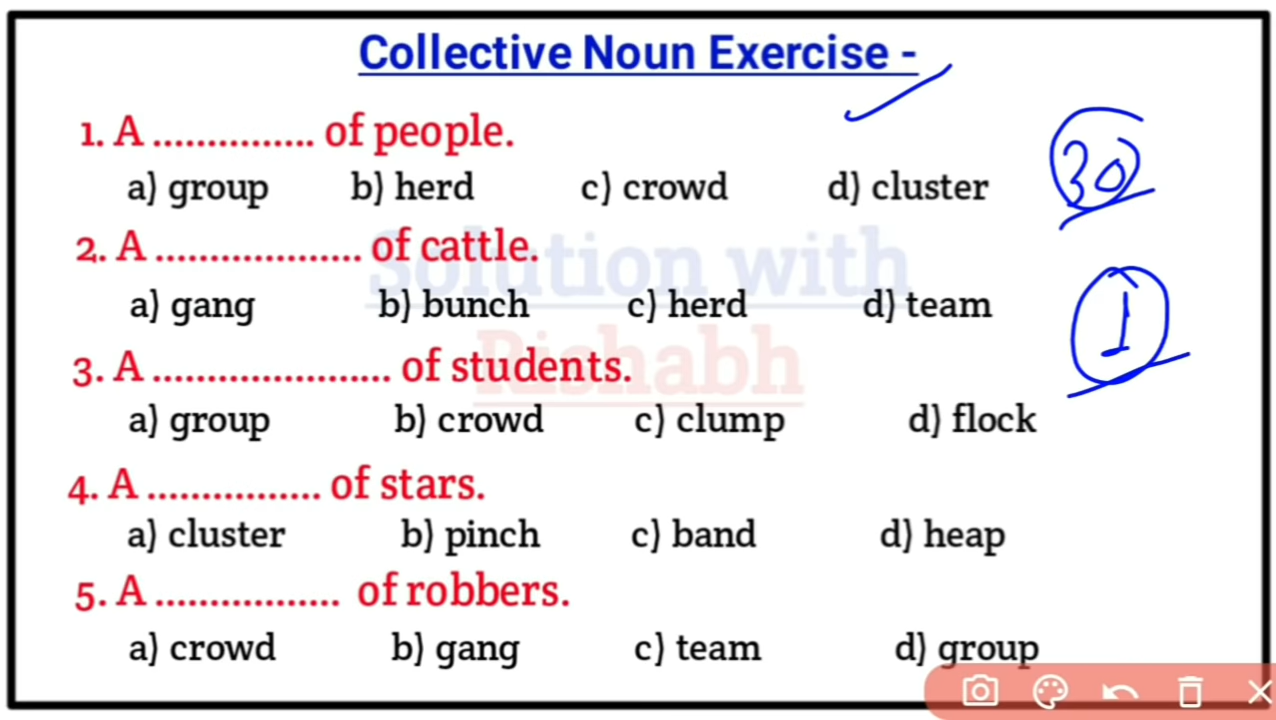 Collective Noun Exercise -
1. A ............... of people.
a) group b) herd c) crowd d) cluster
30
2. A ................... of cattle.
Solution with
a) gang b) bunch c) herd d) team
I
3. A ...................... of students.
Rishabh
a) group b) crowd c) clump d) flock
4. A ................ of stars.
a) cluster b) pinch c) band d) heap
5. A ................. of robbers.
a) crowd b) gang c) team d) group